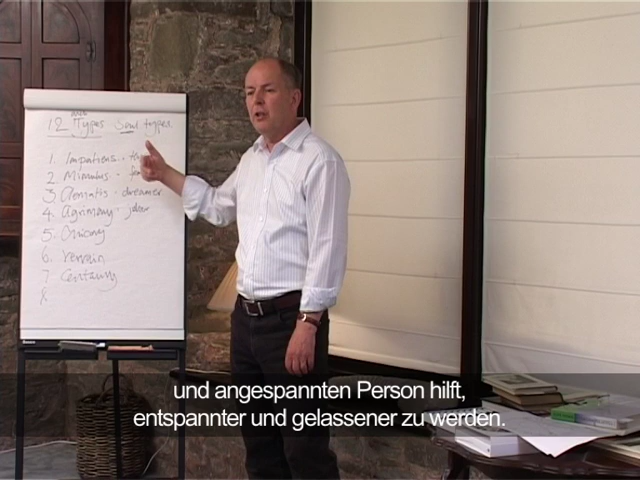 12 Types Soul types
1. Impatiens
2. Mimulus
3. Clematis - dreamer
4. Agrimony
5. Chicory
6. Vervain
7 Centaury
8
und angespannten Person hilft,
entspannter und gelassener zu werden.